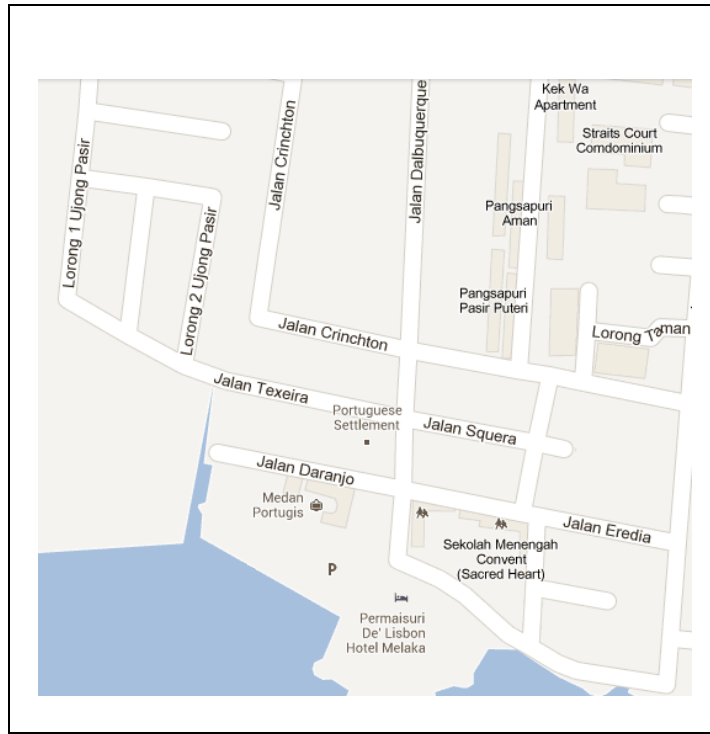 Kek Wa
Apartment
Straits Court
Comdominium
Jalan Crinchton
Jalan Dalbuquerque
Lorong 1 Ujong Pasir
Pangsapuri
Aman
Lorong 2 Ujong Pasir
Pangsapuri
Pasir Puteri
Jalan Crinchton
Lorong Taman
Jalan Texeira
Portuguese
Settlement
Jalan Squera
Jalan Daranjo
Medan
Portugis
Jalan Eredia
Sekolah Menengah
Convent
(Sacred Heart)
P
Permaisuri
De' Lisbon
Hotel Melaka